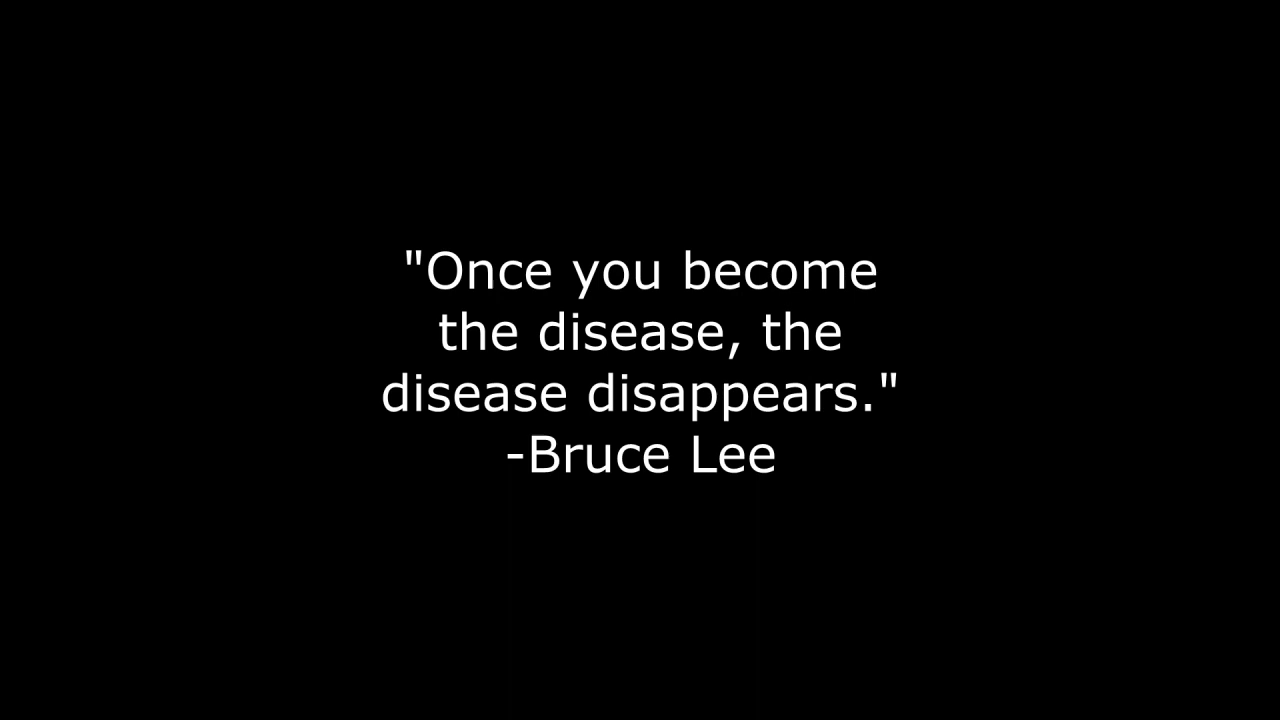 "Once you become
the disease, the
disease disappears."
-Bruce Lee